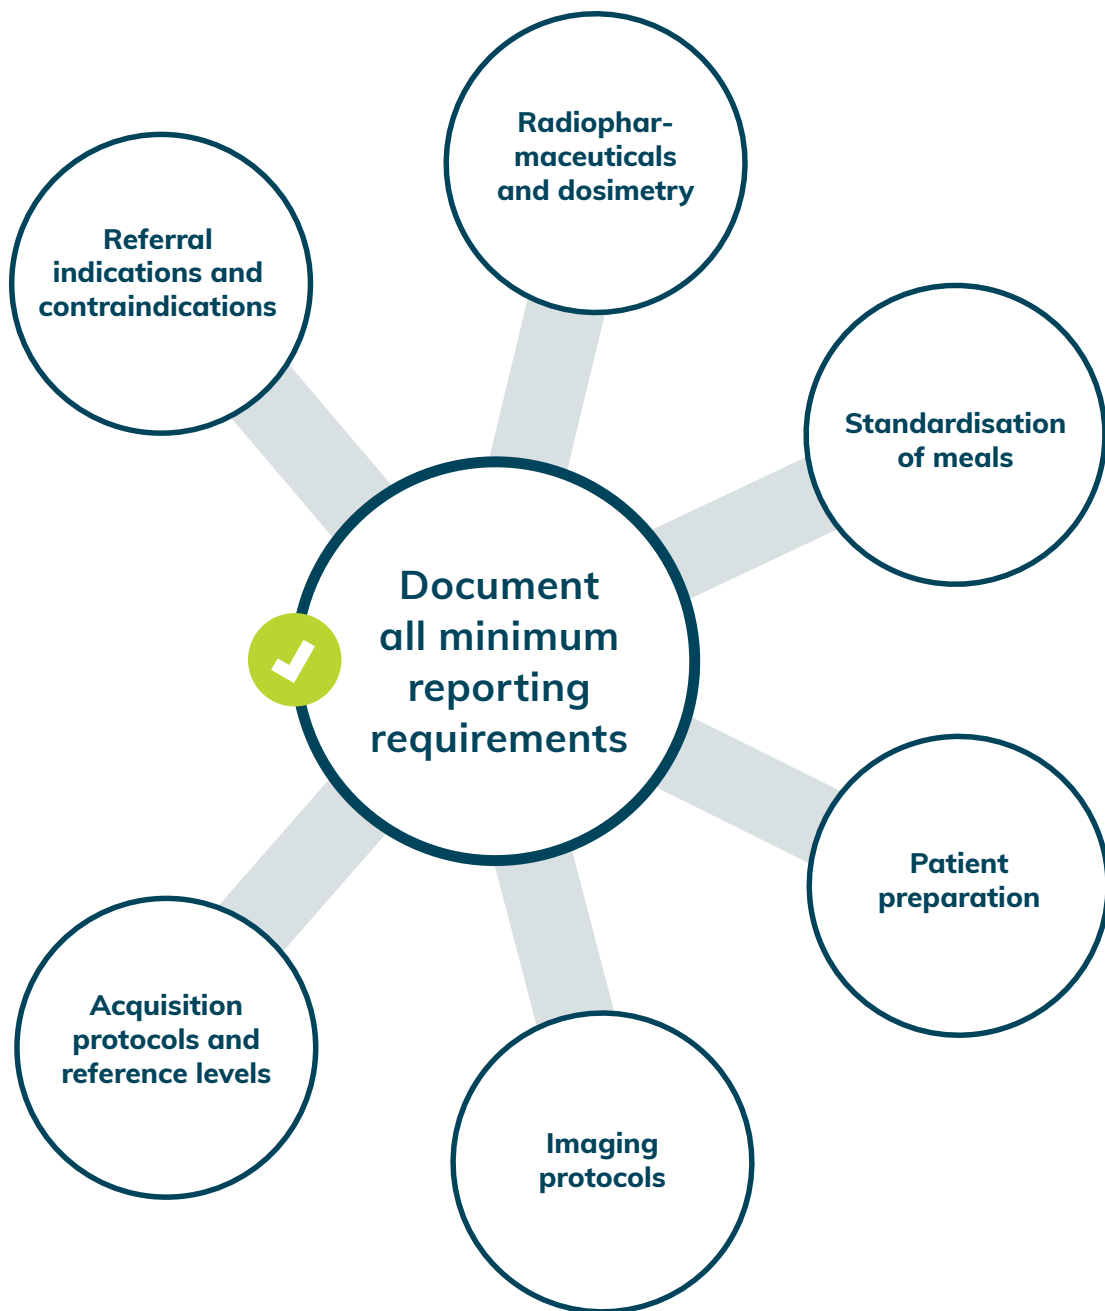 Radiophar-
maceuticals
and dosimetry
Referral
indications and
contraindications
Standardisation
of meals
Document
all minimum
reporting
requirements
Patient
preparation
Acquisition
protocols and
reference levels
Imaging
protocols